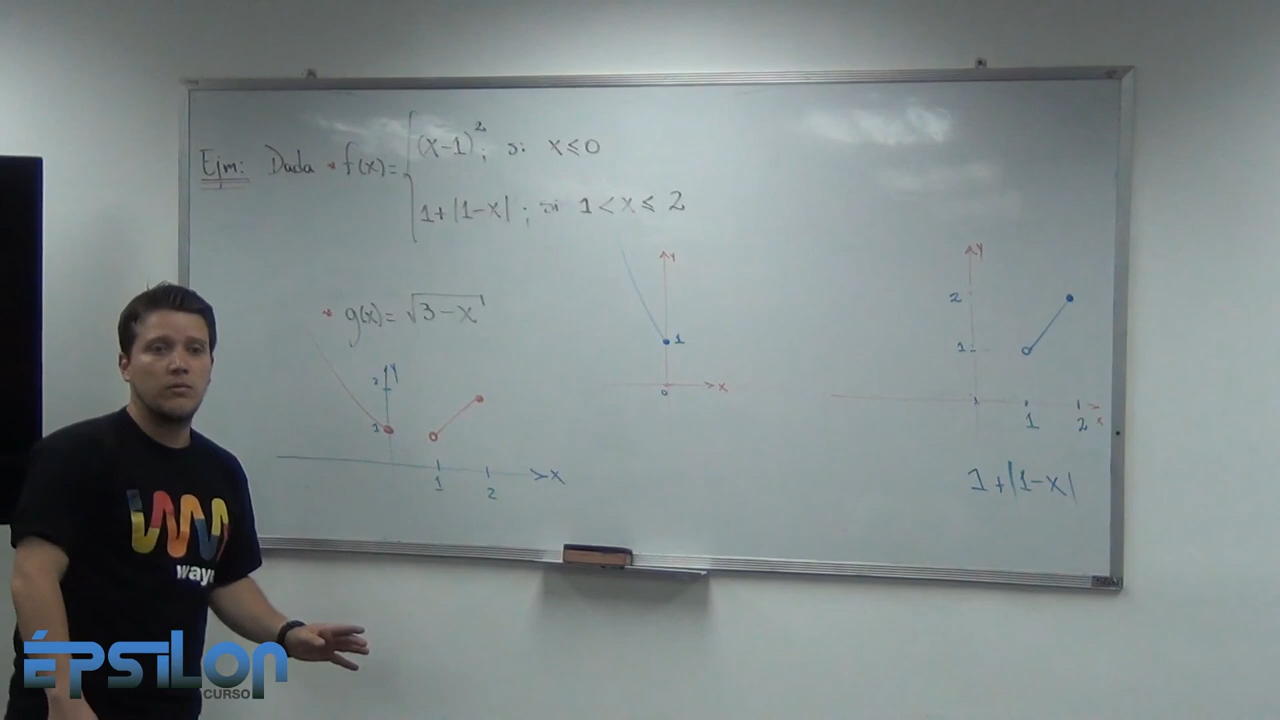 Ejm: Dada * f(x)= { (x-1)²; si x≤0
1+|1-x| ; si 1<x≤2
* g(x)= √3-x
Y
2
1
1
2
X
Y
1
0
X
Y
2
1
1
2
X
1+|1-x|
way
ÉPSILON
CURSO